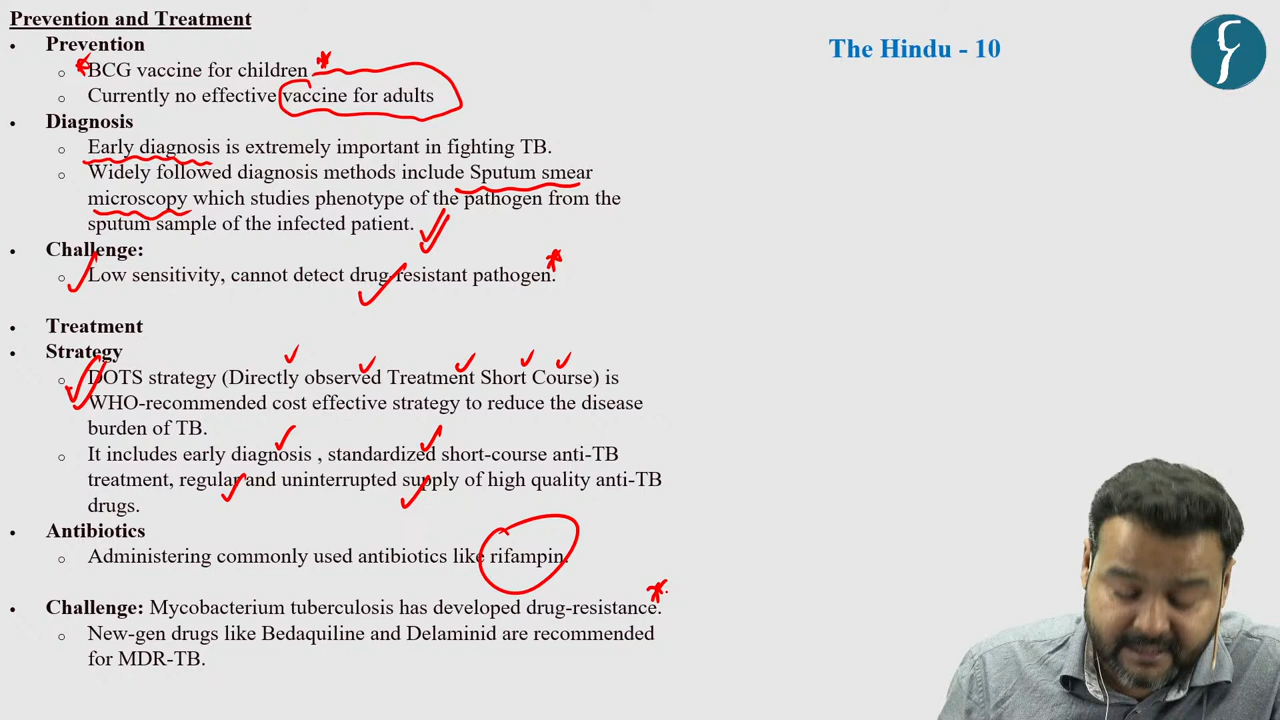 Prevention and Treatment
The Hindu - 10
• Prevention
o BCG vaccine for children
o Currently no effective vaccine for adults
• Diagnosis
o Early diagnosis is extremely important in fighting TB.
o Widely followed diagnosis methods include Sputum smear
microscopy which studies phenotype of the pathogen from the
sputum sample of the infected patient.
• Challenge:
o Low sensitivity, cannot detect drug-resistant pathogen.
• Treatment
• Strategy
o DOTS strategy (Directly observed Treatment Short Course) is
WHO-recommended cost effective strategy to reduce the disease
burden of TB.
o It includes early diagnosis , standardized short-course anti-TB
treatment, regular and uninterrupted supply of high quality anti-TB
drugs.
• Antibiotics
o Administering commonly used antibiotics like rifampin.
• Challenge: Mycobacterium tuberculosis has developed drug-resistance.
o New-gen drugs like Bedaquiline and Delaminid are recommended
for MDR-TB.